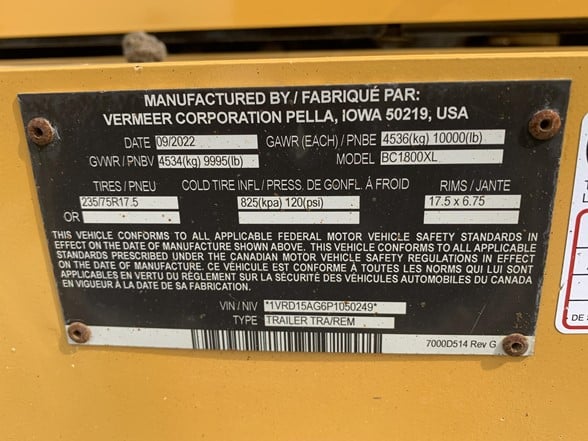 MANUFACTURED BY / FABRIQUÉ PAR:
VERMEER CORPORATION PELLA, IOWA 50219, USA
DATE 09/2022 GAWR (EACH) / PNBE 4536(kg) 10000(lb)
GVWR / PNBV 4534(kg) 9995(lb) MODEL BC1800XL
TIRES / PNEU COLD TIRE INFL / PRESS. DE GONFL. À FROID RIMS / JANTE
235/75R17.5 825(kpa) 120(psi) 17.5 x 6.75
OR
THIS VEHICLE CONFORMS TO ALL APPLICABLE FEDERAL MOTOR VEHICLE SAFETY STANDARDS IN
EFFECT ON THE DATE OF MANUFACTURE SHOWN ABOVE. THIS VEHICLE CONFORMS TO ALL APPLICABLE
STANDARDS PRESCRIBED UNDER THE CANADIAN MOTOR VEHICLE SAFETY REGULATIONS IN EFFECT
ON THE DATE OF MANUFACTURE. CE VÉHICULE EST CONFORME À TOUTES LES NORMES QUI LUI SONT
APPLICABLES EN VERTU DU RÈGLEMENT SUR LA SÉCURITÉ DES VÉHICULES AUTOMOBILES DU CANADA
EN VIGUEUR À LA DATE DE SA FABRICATION.
VIN / NIV *1VRD15AG6P1050249*
TYPE TRAILER TRA/REM
7000D514 Rev G